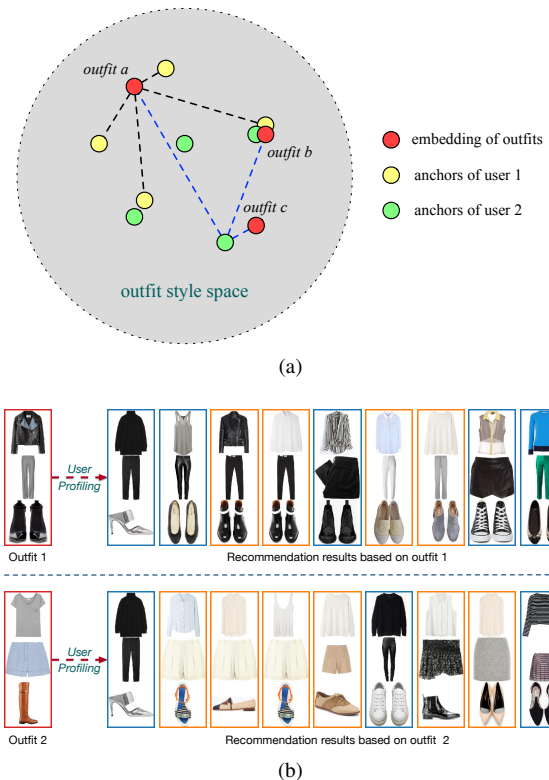 outfit a
outfit b
outfit c
outfit style space
embedding of outfits
anchors of user 1
anchors of user 2
(a)
User
Profiling
Outfit 1
Recommendation results based on outfit 1
User
Profiling
Outfit 2
Recommendation results based on outfit 2
(b)